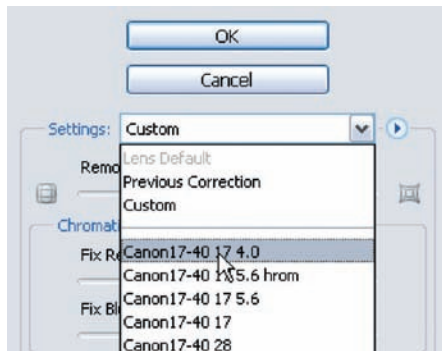 OK
Cancel
Settings: Custom
Lens Default
Remo
Previous Correction
Custom
Chromat
Canon17-40 17 4.0
Fix Re
Canon17-40 17 5.6 hrom
Canon17-40 17 5.6
Fix Bl
Canon17-40 17
Canon17-40 28